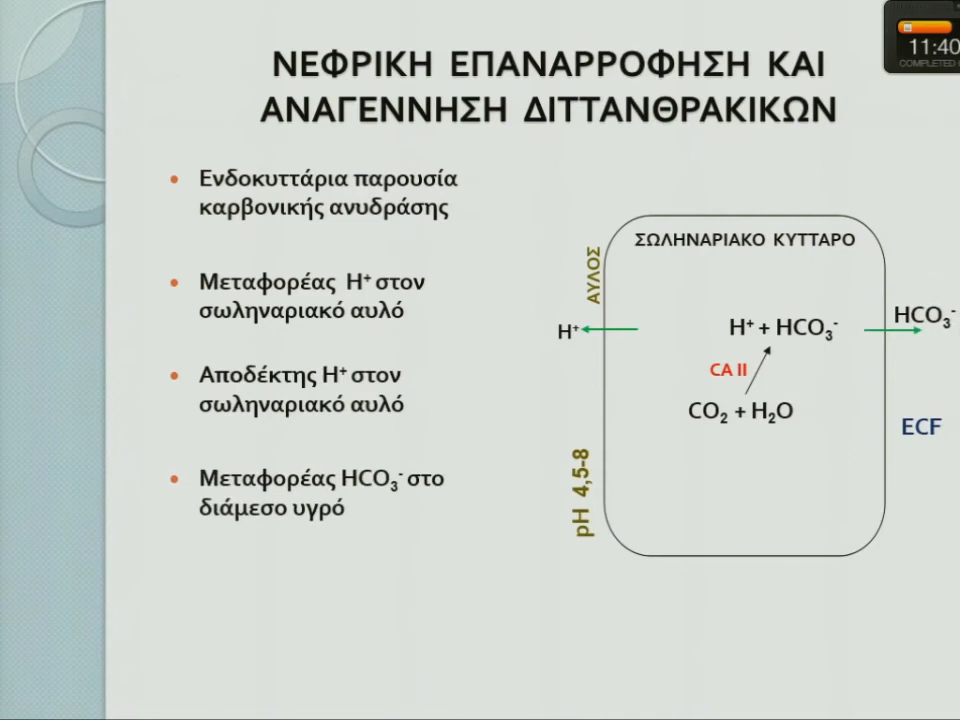 ΝΕΦΡΙΚΗ ΕΠΑΝΑΡΡΟΦΗΣΗ ΚΑΙ
ΑΝΑΓΕΝΝΗΣΗ ΔΙΤΤΑΝΘΡΑΚΙΚΩΝ
11:40
COMPLETED
• Ενδοκυττάρια παρουσία
καρβονικής ανυδράσης
• Μεταφορέας H⁺ στον
σωληναριακό αυλό
• Αποδέκτης H⁺ στον
σωληναριακό αυλό
• Μεταφορέας HCO₃⁻ στο
διάμεσο υγρό
ΣΩΛΗΝΑΡΙΑΚΟ ΚΥΤΤΑΡΟ
ΑΥΛΟΣ
H⁺
H⁺ + HCO₃⁻
HCO₃⁻
CA II
CO₂ + H₂O
ECF
pH 4,5-8